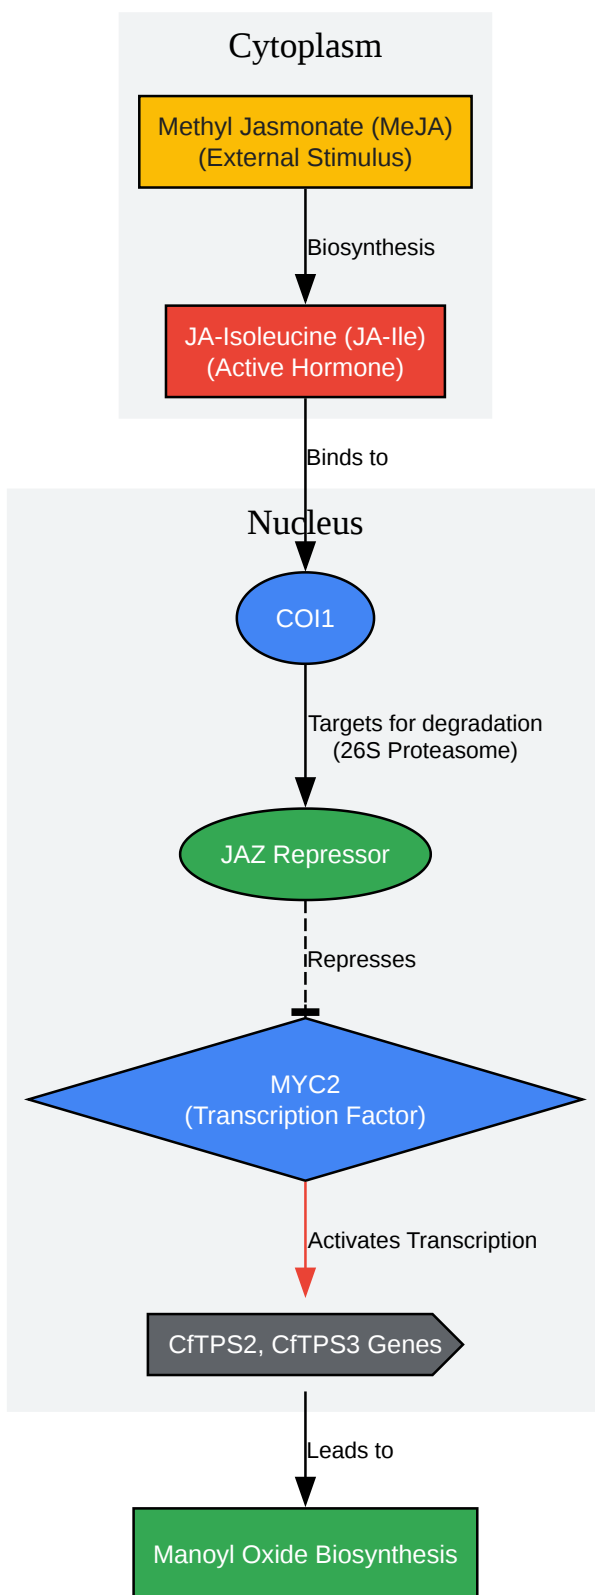 Cytoplasm
Methyl Jasmonate (MeJA)
(External Stimulus)
Biosynthesis
JA-Isoleucine (JA-Ile)
(Active Hormone)
Binds to
Nucleus
COI1
Targets for degradation
(26S Proteasome)
JAZ Repressor
Represses
MYC2
(Transcription Factor)
Activates Transcription
CfTPS2, CfTPS3 Genes
Leads to
Manoyl Oxide Biosynthesis